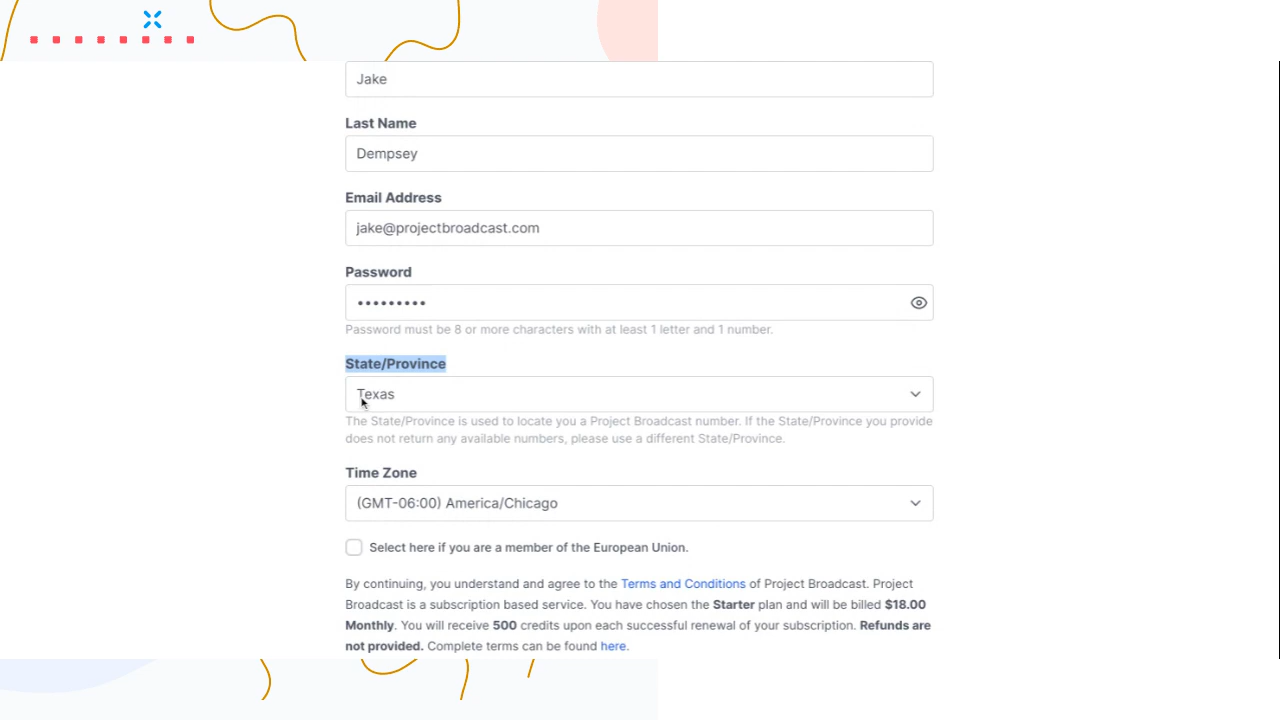 Jake
Last Name
Dempsey
Email Address
jake@projectbroadcast.com
Password
•••••••••
Password must be 8 or more characters with at least 1 letter and 1 number.
State/Province
Texas
The State/Province is used to locate you a Project Broadcast number. If the State/Province you provide
does not return any available numbers, please use a different State/Province.
Time Zone
(GMT-06:00) America/Chicago
Select here if you are a member of the European Union.
By continuing, you understand and agree to the Terms and Conditions of Project Broadcast. Project
Broadcast is a subscription based service. You have chosen the Starter plan and will be billed $18.00
Monthly. You will receive 500 credits upon each successful renewal of your subscription. Refunds are
not provided. Complete terms can be found here.